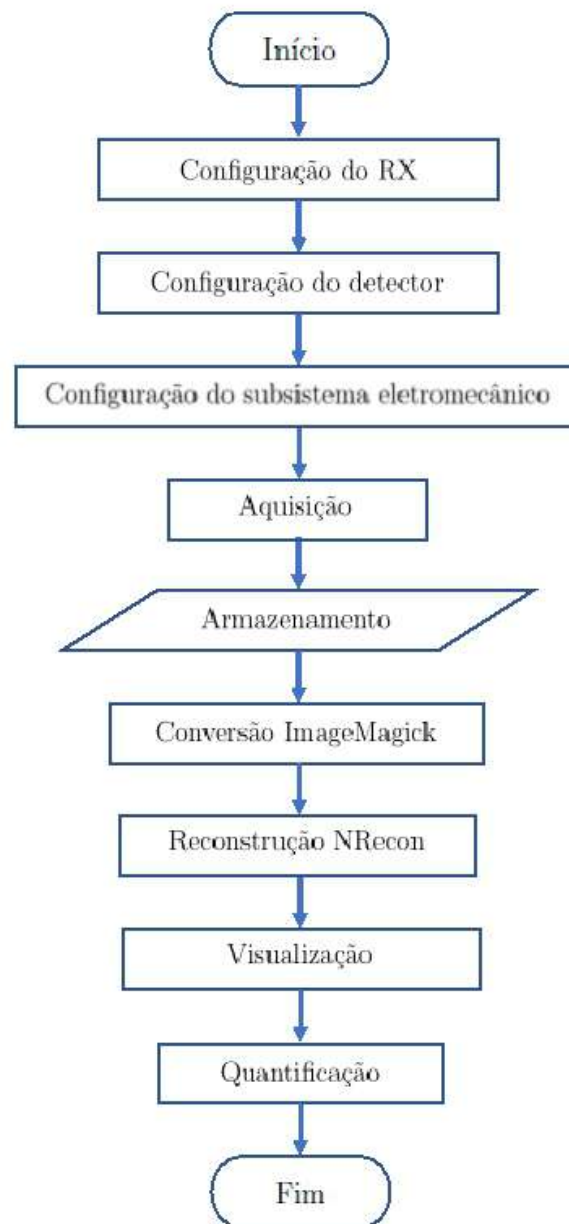 Início
Configuração do RX
Configuração do detector
Configuração do subsistema eletromecânico
Aquisição
Armazenamento
Conversão ImageMagick
Reconstrução NRecon
Visualização
Quantificação
Fim